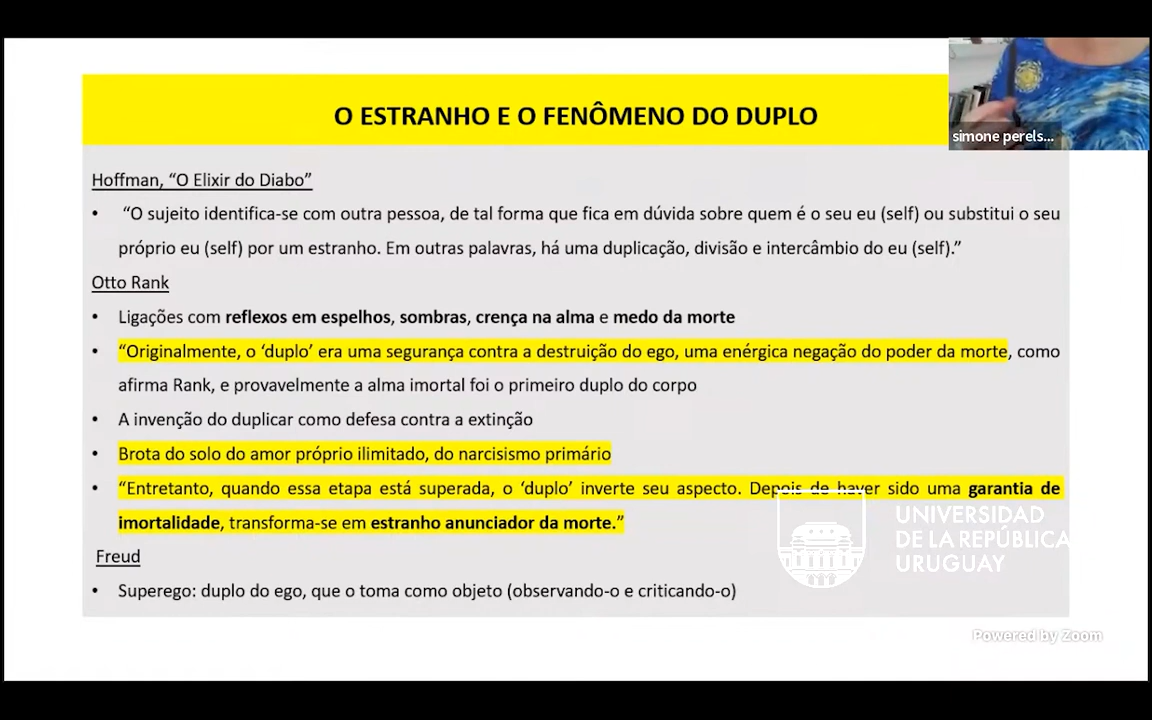 O ESTRANHO E O FENÔMENO DO DUPLO
simone perels...
Hoffman, “O Elixir do Diabo”
• “O sujeito identifica-se com outra pessoa, de tal forma que fica em dúvida sobre quem é o seu eu (self) ou substitui o seu
próprio eu (self) por um estranho. Em outras palavras, há uma duplicação, divisão e intercâmbio do eu (self).”
Otto Rank
• Ligações com reflexos em espelhos, sombras, crença na alma e medo da morte
• “Originalmente, o ‘duplo’ era uma segurança contra a destruição do ego, uma enérgica negação do poder da morte, como
afirma Rank, e provavelmente a alma imortal foi o primeiro duplo do corpo
• A invenção do duplicar como defesa contra a extinção
• Brota do solo do amor próprio ilimitado, do narcisismo primário
• “Entretanto, quando essa etapa está superada, o ‘duplo’ inverte seu aspecto. Depois de haver sido uma garantia de
imortalidade, transforma-se em estranho anunciador da morte.”
Freud
• Superego: duplo do ego, que o toma como objeto (observando-o e criticando-o)
UNIVERSIDAD
DE LA REPÚBLICA
URUGUAY
Powered by Zoom